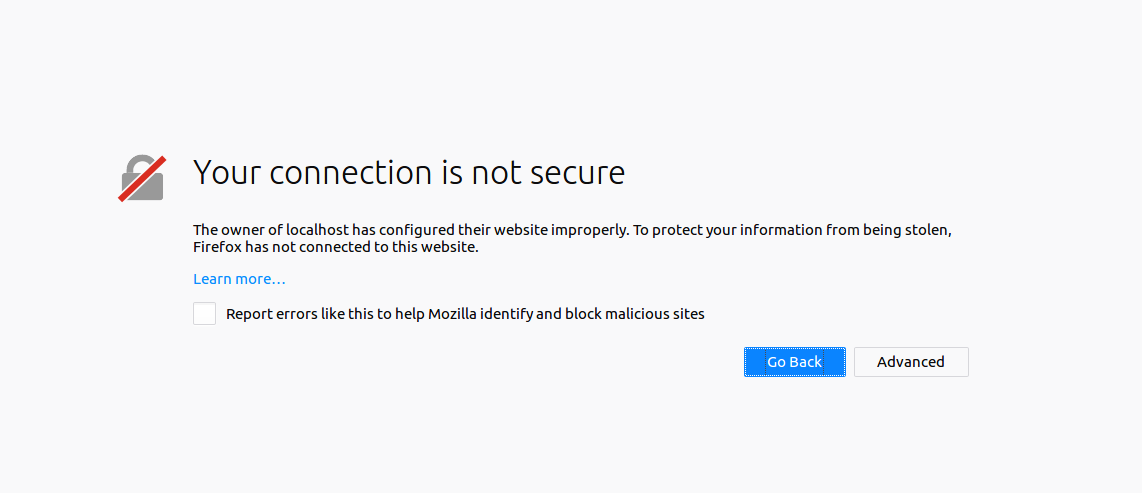 Your connection is not secure
The owner of localhost has configured their website improperly. To protect your information from being stolen,
Firefox has not connected to this website.
Learn more…
Report errors like this to help Mozilla identify and block malicious sites
Go Back
Advanced